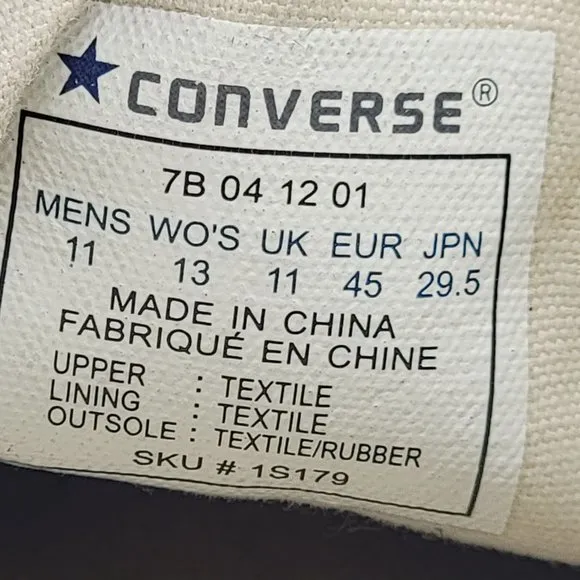 CONVERSE®
7B 04 12 01
MENS WO'S UK EUR JPN
11 13 11 45 29.5
MADE IN CHINA
FABRIQUÉ EN CHINE
UPPER : TEXTILE
LINING : TEXTILE
OUTSOLE : TEXTILE/RUBBER
SKU # 1S179